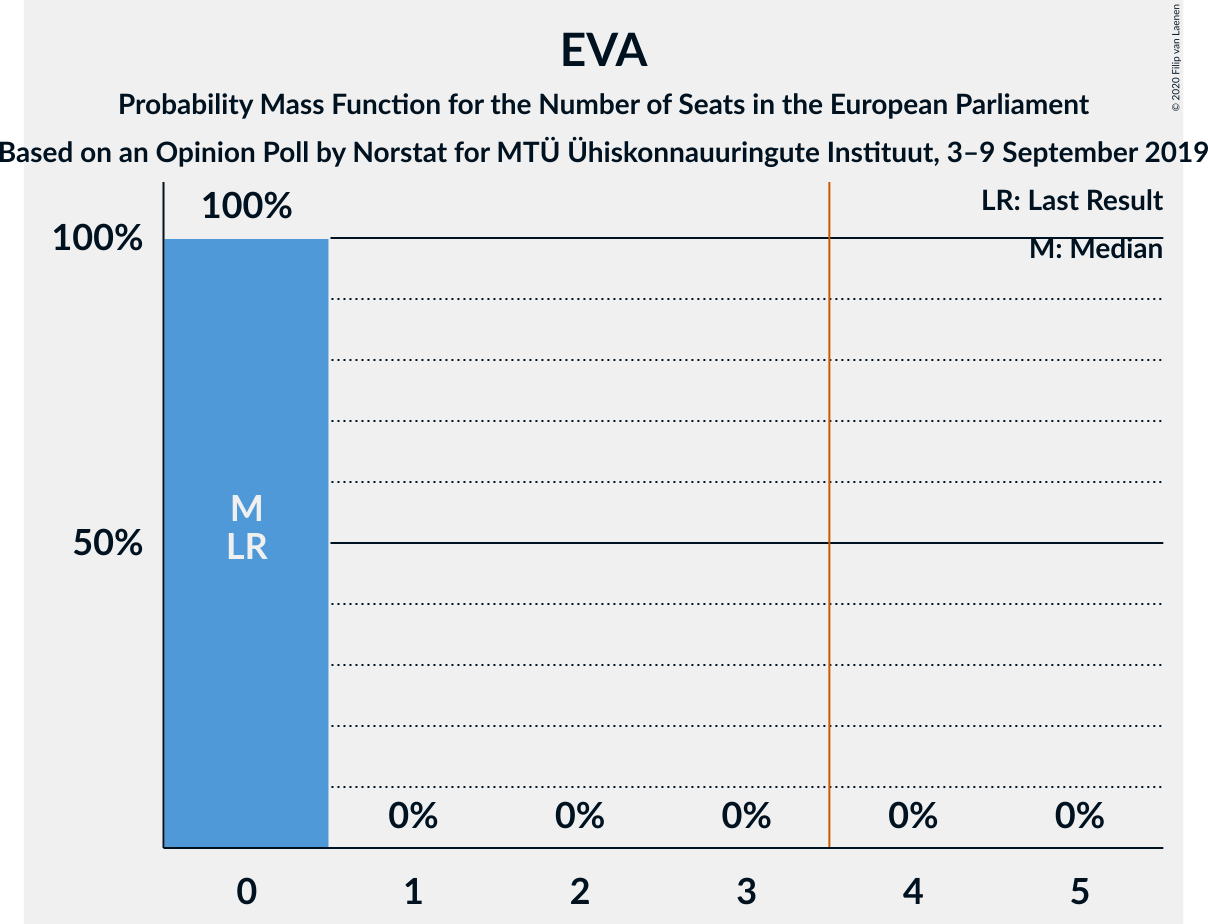 EVA
Probability Mass Function for the Number of Seats in the European Parliament
Based on an Opinion Poll by Norstat for MTÜ Ühiskonnauuringute Instituut, 3–9 September 2019
© 2020 Filip van Laenen
LR: Last Result
M: Median
100%
100%
50%
M
LR
0% 0% 0% 0% 0%
0 1 2 3 4 5